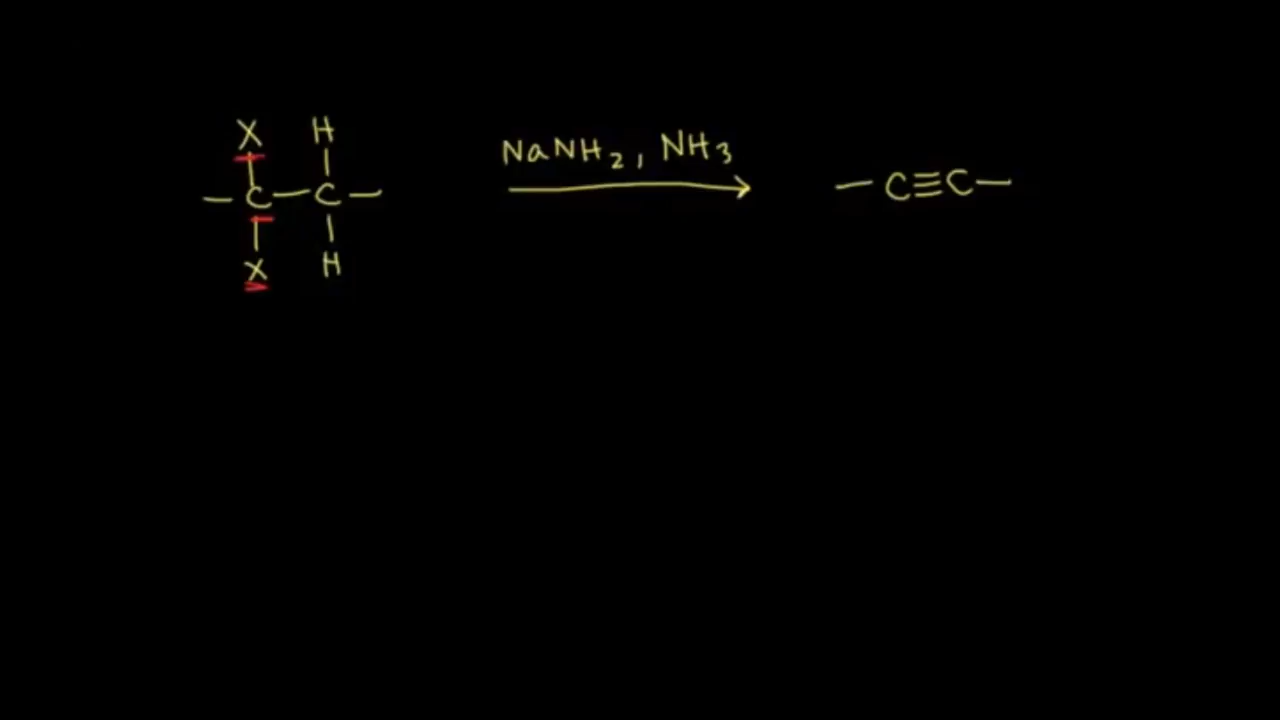 X H
NaNH₂, NH₃
— C — C — — C≡C —
X H